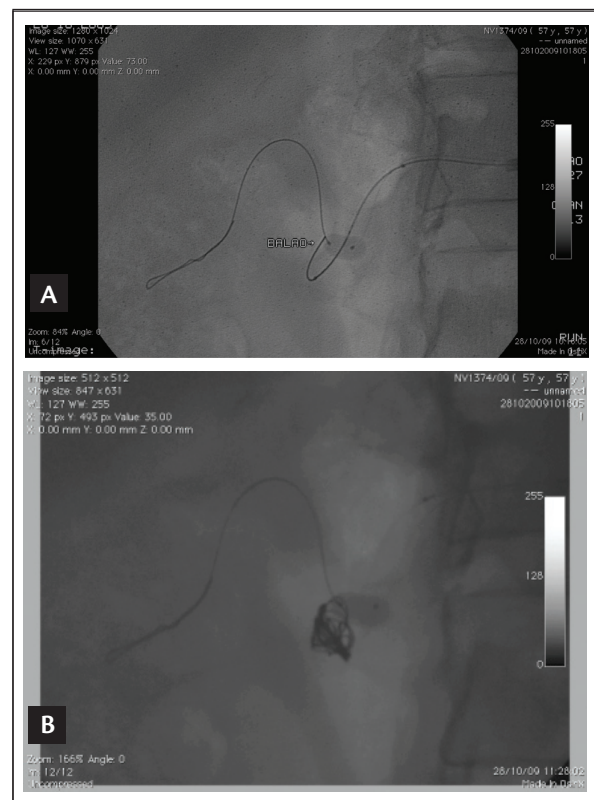 Image size: 1280 x 1024
View size: 1070 x 631
WL: 127 WW: 255
X: 229 px Y: 879 px Value: 73.00
X: 0.00 mm Y: 0.00 mm Z: 0.00 mm
NV1374/09 ( 57 y , 57 y )
-- unnamed
28102009101805
1
255
128
0
BALAO
A
Zoom: 84% Angle: 0
Im: 6/12
Uncompressed
RUN
28/10/09
Image size: 512 x 512
View size: 847 x 631
WL: 127 WW: 255
X: 72 px Y: 493 px Value: 35.00
X: 0.00 mm Y: 0.00 mm Z: 0.00 mm
NV1374/09 ( 57 y , 57 y )
-- unnamed
28102009101805
1
255
128
0
B
Zoom: 166% Angle: 0
Im: 12/12
Uncompressed
28/10/09 11:28:02
Made In OsiriX